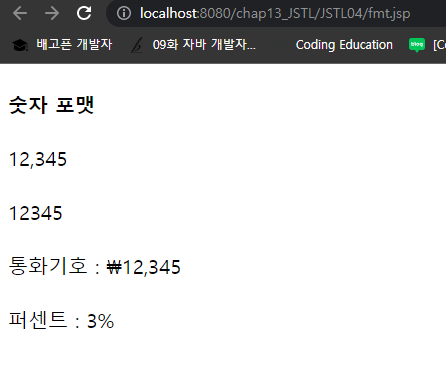 localhost:8080/chap13_JSTL/JSTL04/fmt.jsp
배고픈 개발자 09화 자바 개발자... Coding Education Blog [C
숫자 포맷
12,345
12345
통화기호 : ₩12,345
퍼센트 : 3%